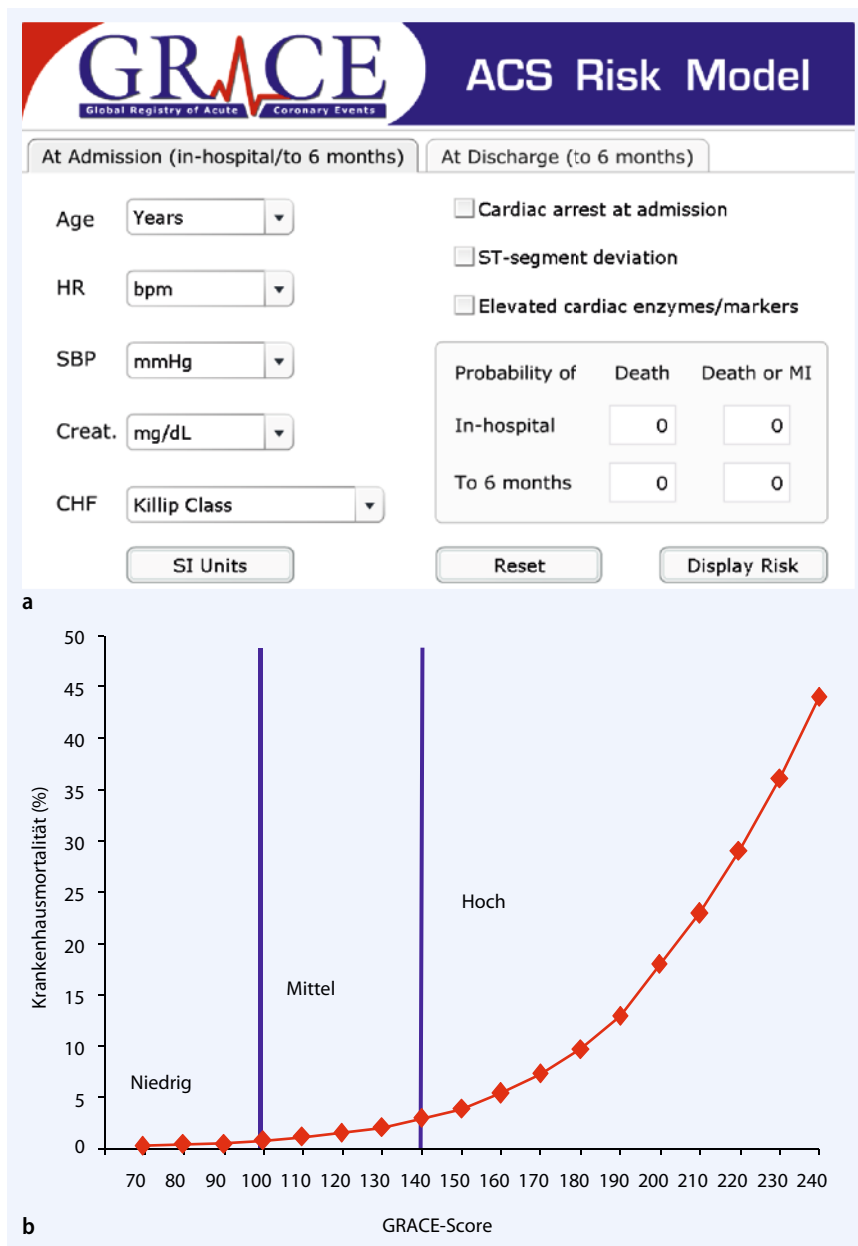 GRACE
Global Registry of Acute Coronary Events
ACS Risk Model
At Admission (in-hospital/to 6 months)
At Discharge (to 6 months)
Age
Years
HR
bpm
SBP
mmHg
Creat.
mg/dL
CHF
Killip Class
SI Units
Cardiac arrest at admission
ST-segment deviation
Elevated cardiac enzymes/markers
Probability of Death Death or MI
In-hospital 0 0
To 6 months 0 0
Reset
Display Risk
a
Krankenhausmortalität (%)
50
45
40
35
30
25
20
15
10
5
0
Niedrig
Mittel
Hoch
70 80 90 100 110 120 130 140 150 160 170 180 190 200 210 220 230 240
GRACE-Score
b